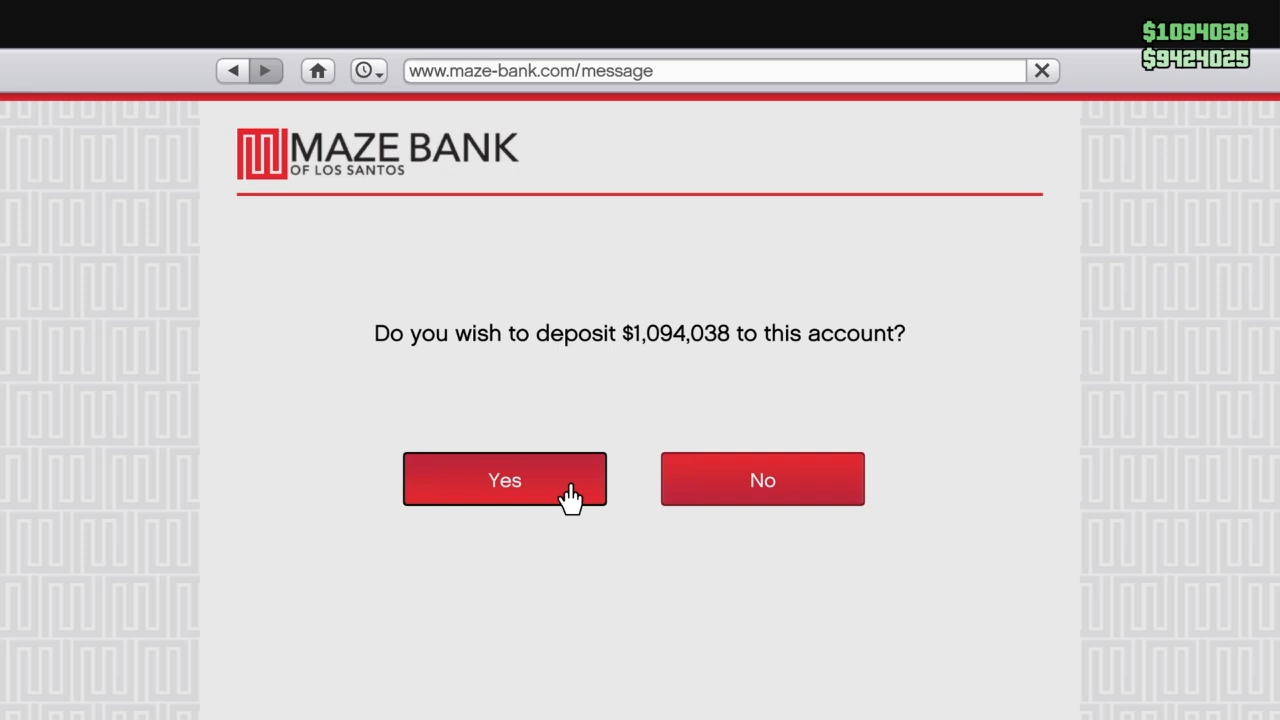 $1094038
$9424025
www.maze-bank.com/message
MAZE BANK
OF LOS SANTOS
Do you wish to deposit $1,094,038 to this account?
Yes
No